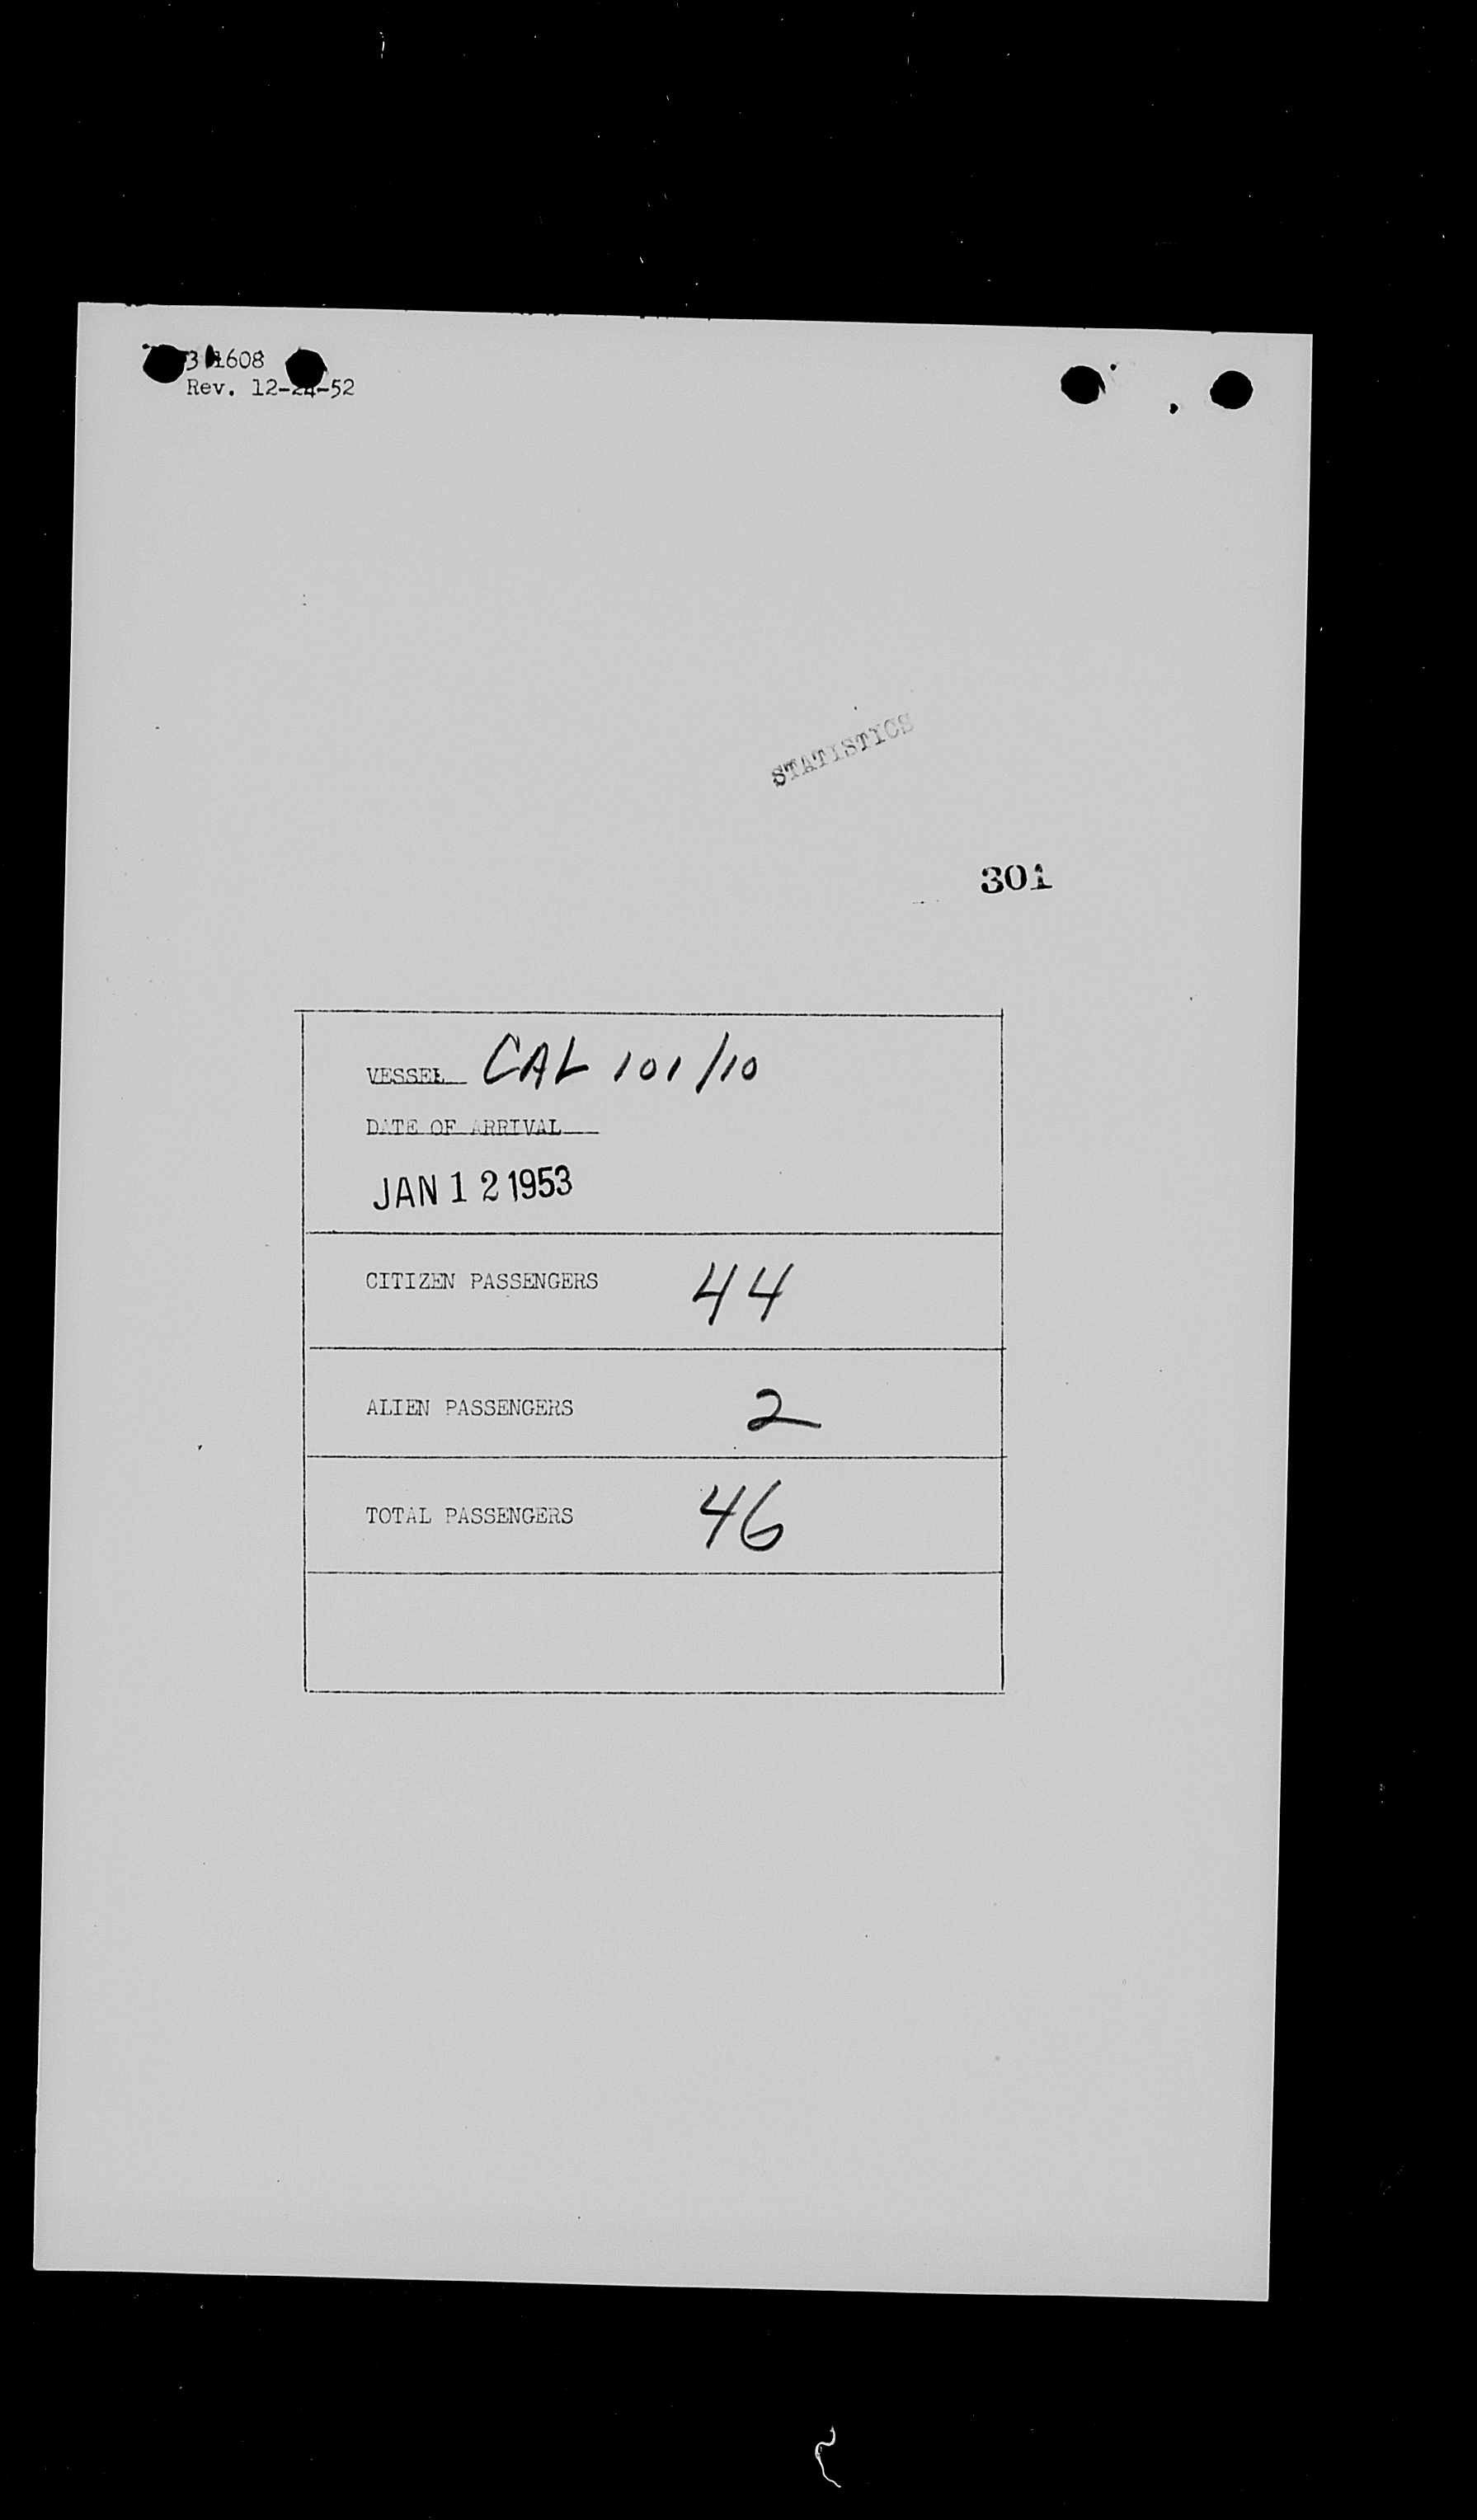 1608
Rev. 12-24-52
STATISTICS
301
VESSEL CAL 101/10
DATE OF ARRIVAL
JAN 12 1953
CITIZEN PASSENGERS 44
ALIEN PASSENGERS 2
TOTAL PASSENGERS 46